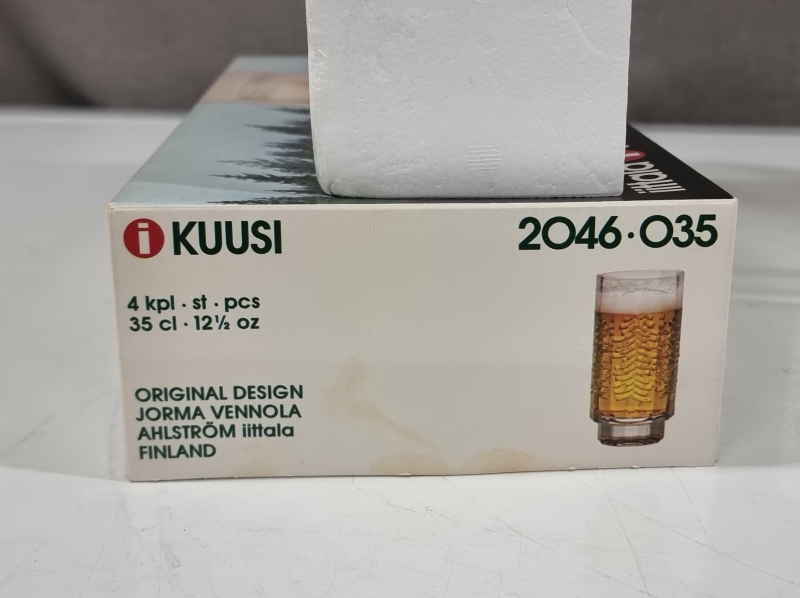 i KUUSI
2046·035
4 kpl · st · pcs
35 cl · 12½ oz
ORIGINAL DESIGN
JORMA VENNOLA
AHLSTRÖM iittala
FINLAND
iittala